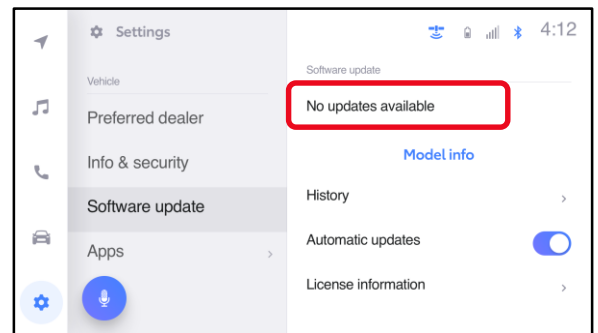 Settings
4:12
Vehicle
Preferred dealer
Info & security
Software update
Apps
Software update
No updates available
Model info
History
Automatic updates
License information